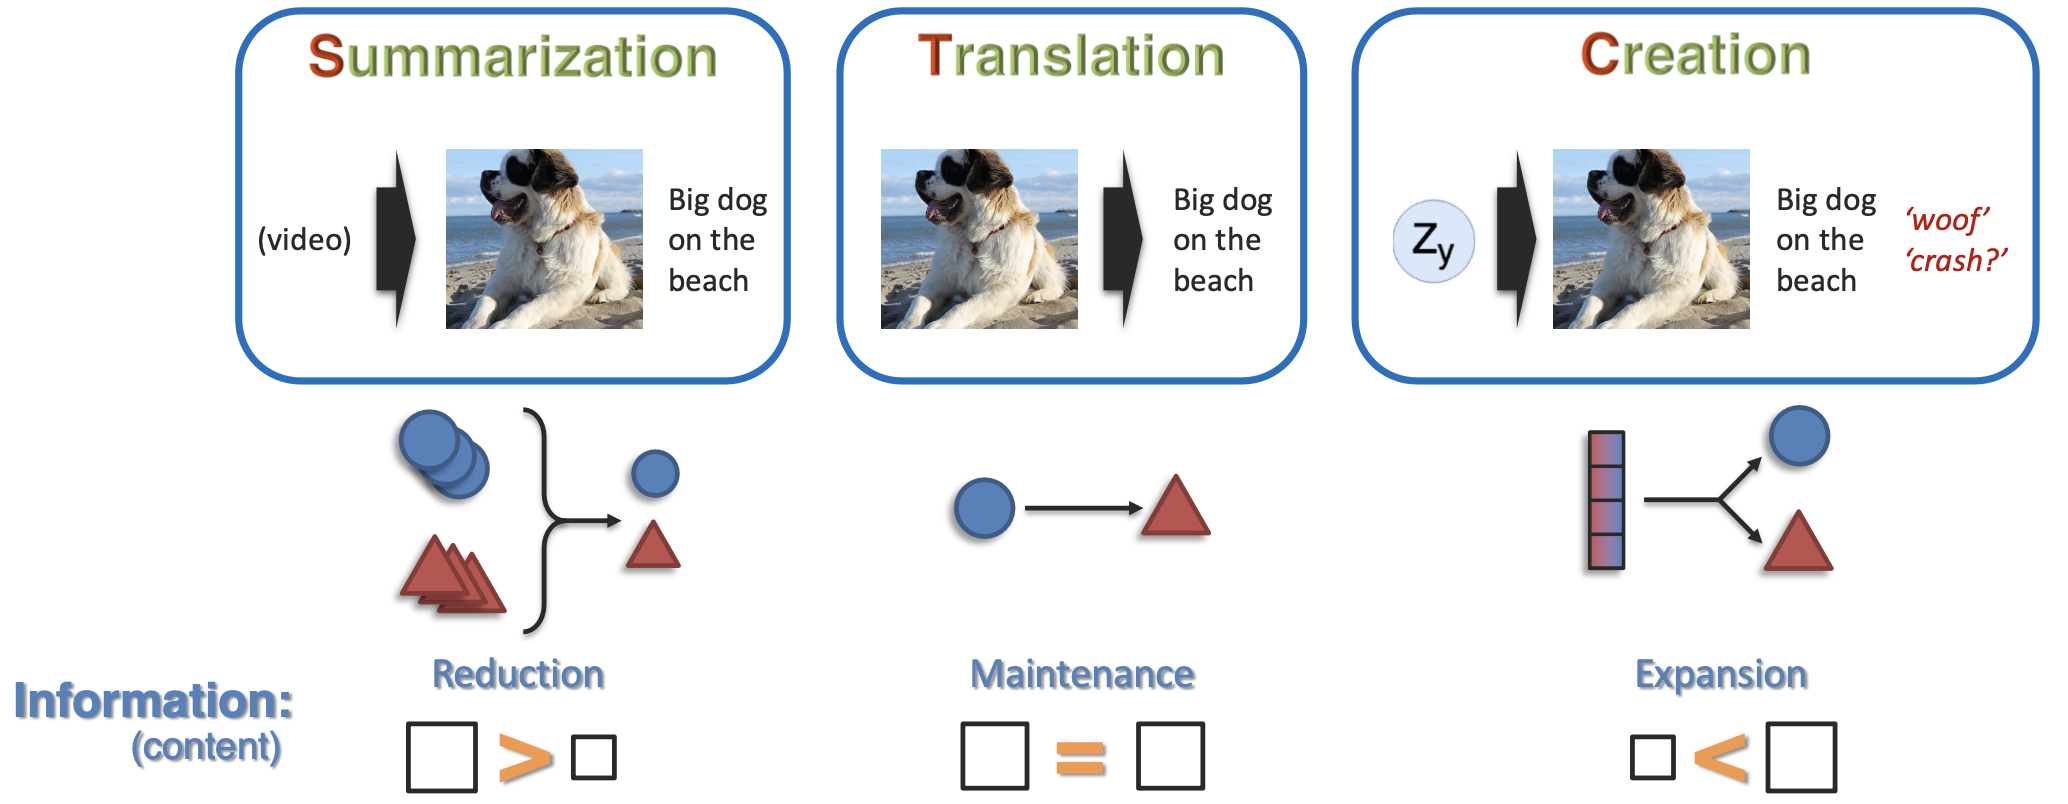 Summarization
(video)
Big dog
on the
beach
Translation
Big dog
on the
beach
Creation
Zy
Big dog
on the
beach
‘woof’
‘crash?’
Information:
(content)
Reduction
>
Maintenance
=
Expansion
<